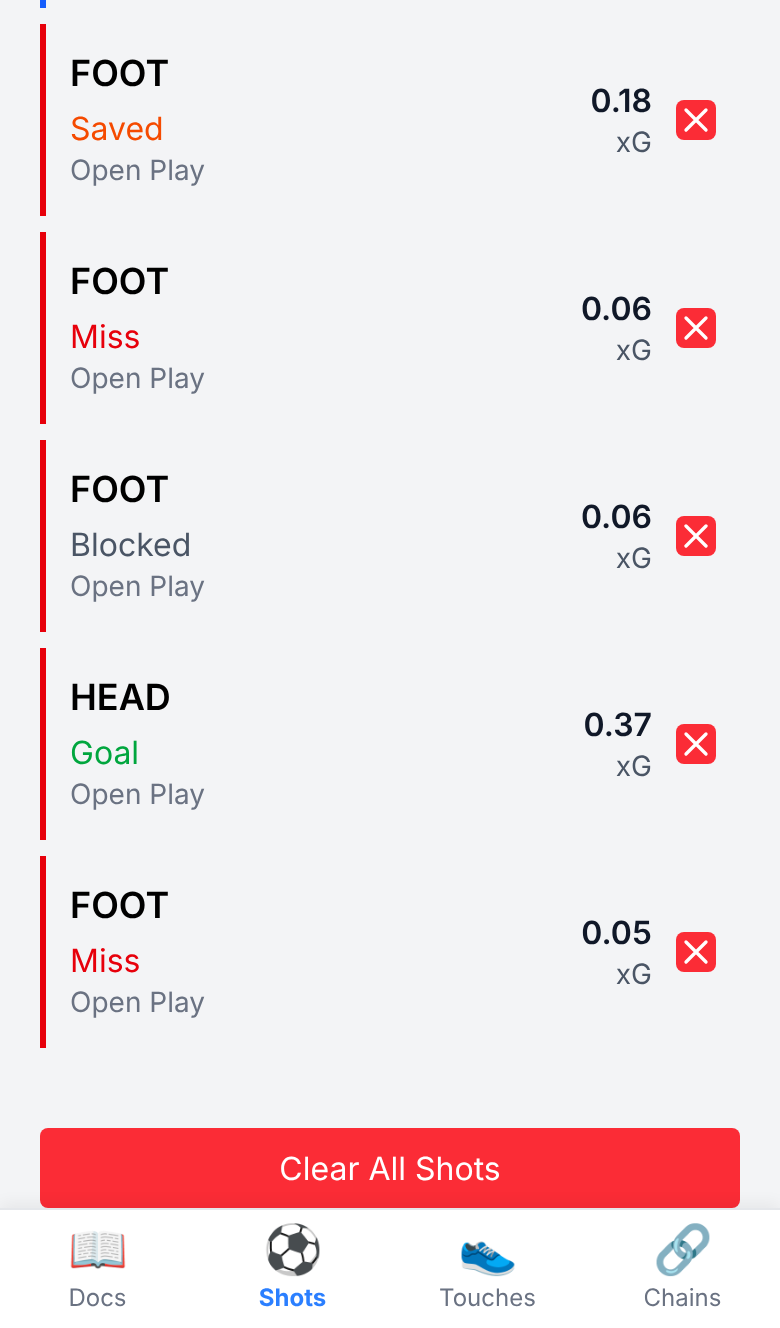 FOOT
Saved
Open Play
0.18
xG
FOOT
Miss
Open Play
0.06
xG
FOOT
Blocked
Open Play
0.06
xG
HEAD
Goal
Open Play
0.37
xG
FOOT
Miss
Open Play
0.05
xG
Clear All Shots
Docs
Shots
Touches
Chains